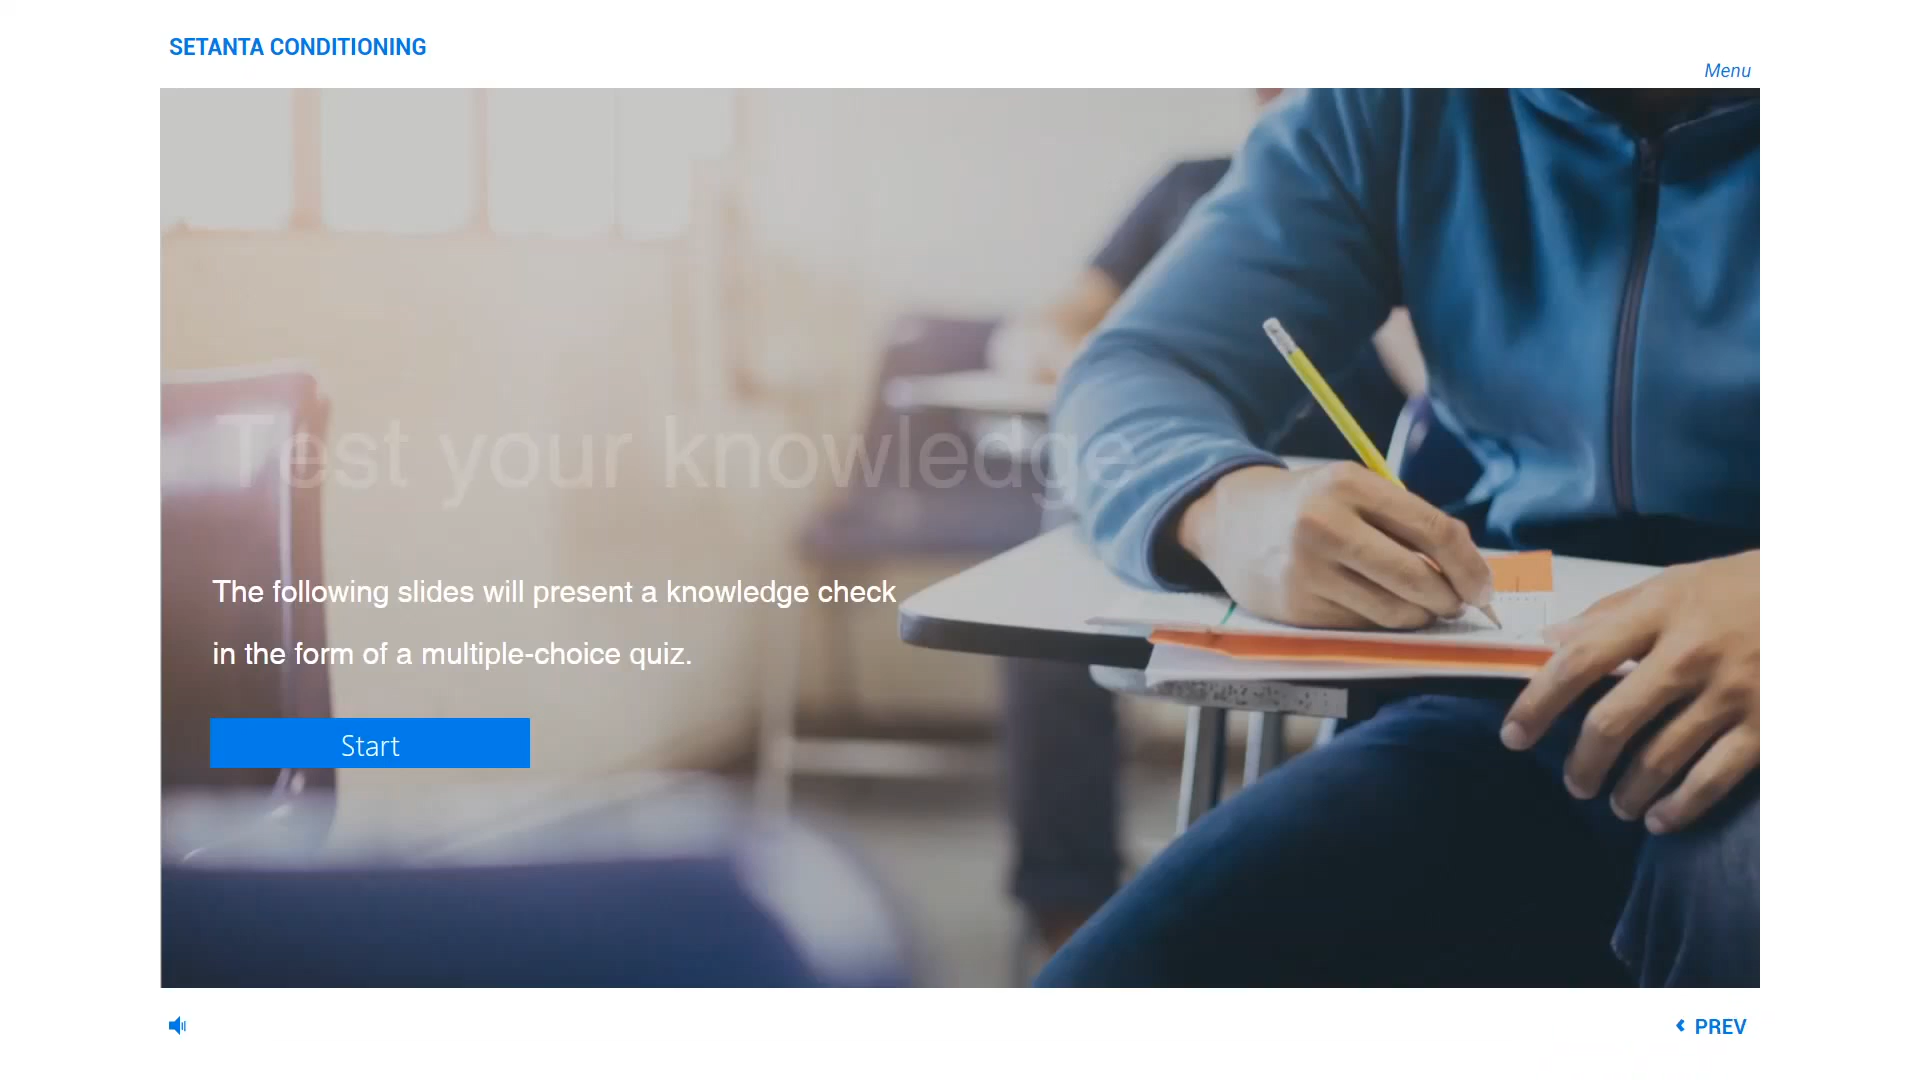 SETANTA CONDITIONING
Menu
Test your knowledge
The following slides will present a knowledge check
in the form of a multiple-choice quiz.
Start
PREV